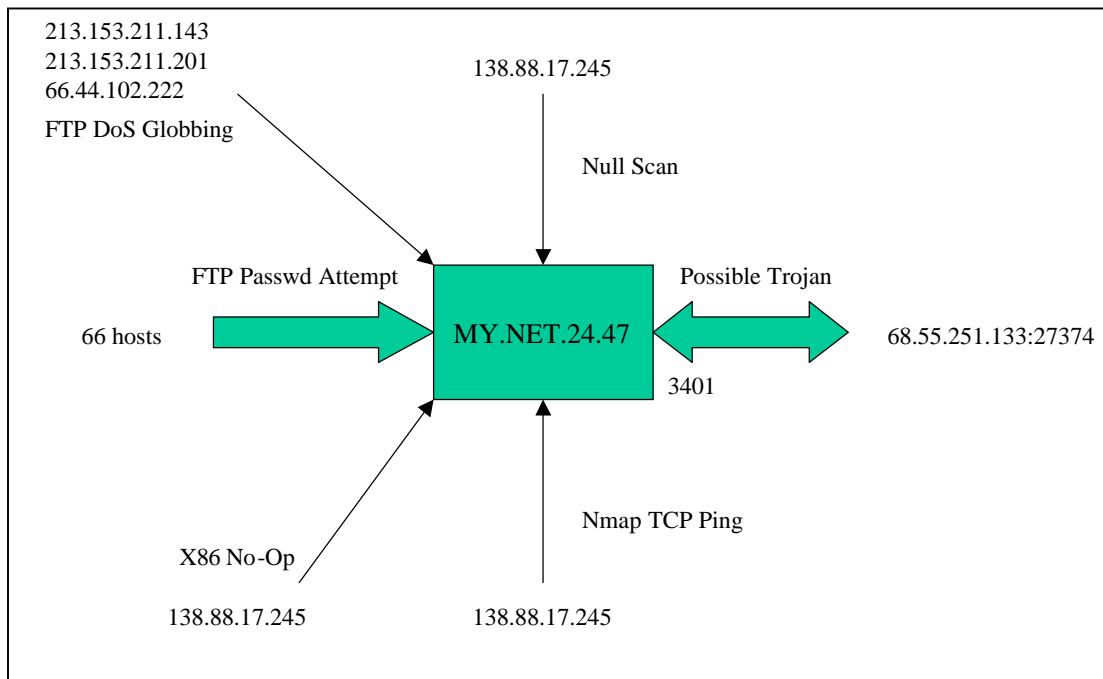 213.153.211.143
213.153.211.201
66.44.102.222
FTP DoS Globbing
138.88.17.245
Null Scan
FTP Passwd Attempt
Possible Trojan
66 hosts
MY.NET.24.47
68.55.251.133:27374
3401
Nmap TCP Ping
X86 No-Op
138.88.17.245
138.88.17.245